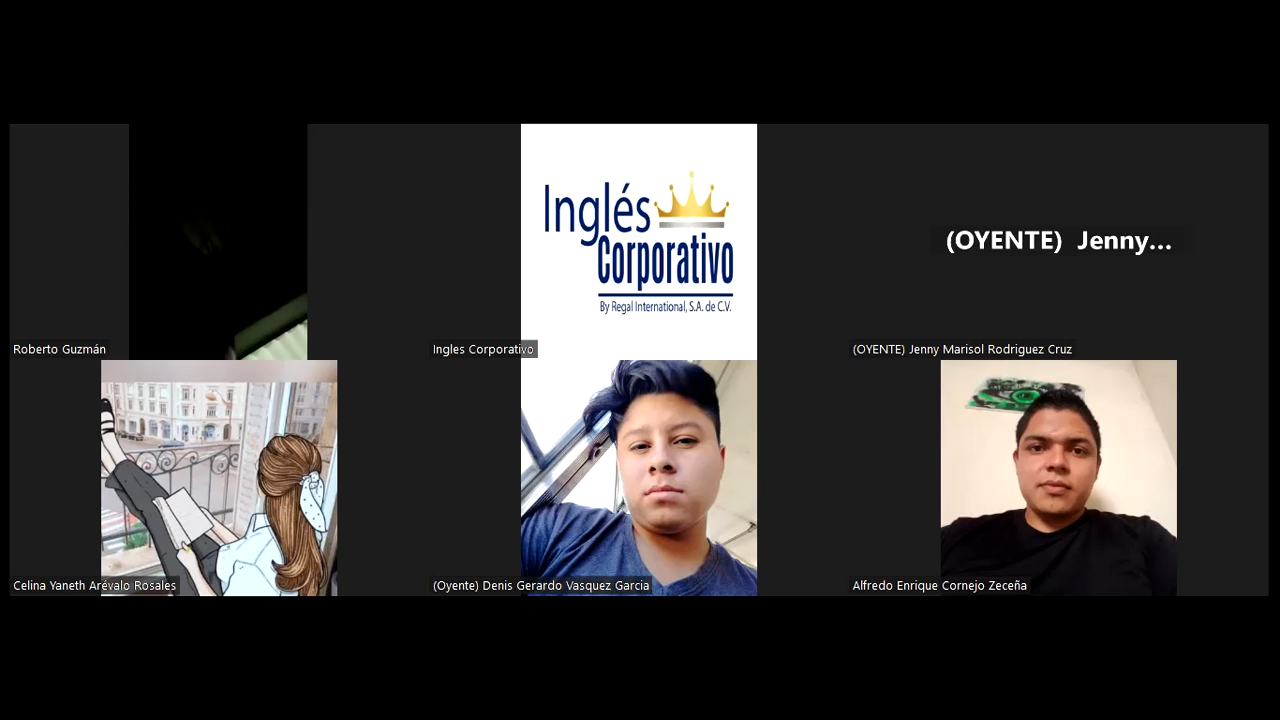 Inglés
Corporativo
By Regal International, S.A. de C.V.
(OYENTE) Jenny...
Roberto Guzmán
Ingles Corporativo
(OYENTE) Jenny Marisol Rodriguez Cruz
Celina Yaneth Arévalo Rosales
(Oyente) Denis Gerardo Vasquez Garcia
Alfredo Enrique Cornejo Zeceña